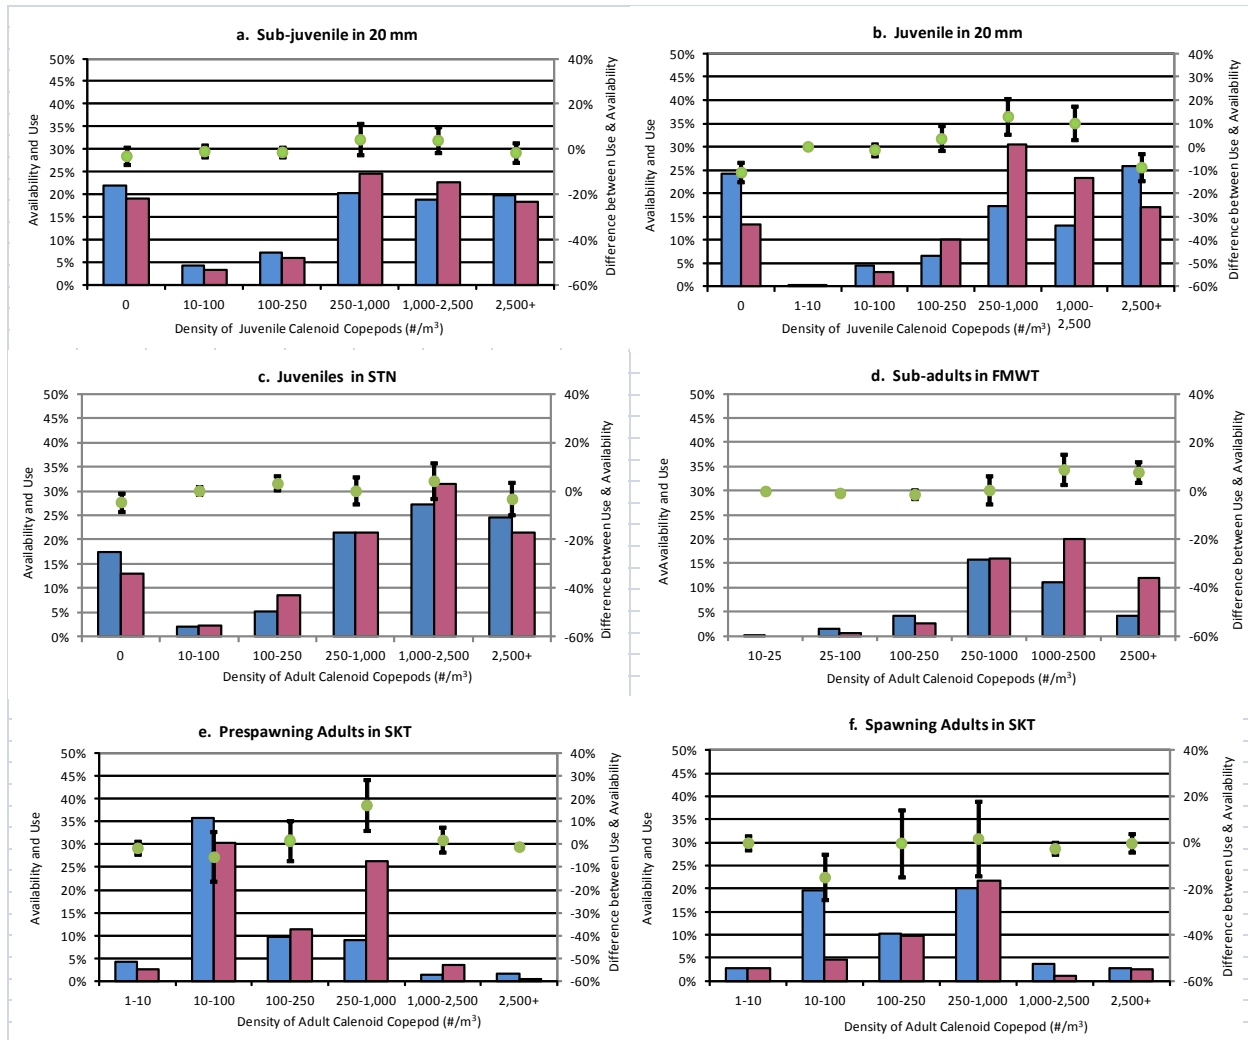 a. Sub-juvenile in 20 mm
50% 45% 40% 35% 30% 25% 20% 15% 10% 5% 0%
Availability and Use
40% 20% 0% -20% -40% -60%
Difference between Use & Availability
0 10-100 100-250 250-1,000 1,000-2,500 2,500+
Density of Juvenile Calenoid Copepods (#/m³)
b. Juvenile in 20 mm
50% 45% 40% 35% 30% 25% 20% 15% 10% 5% 0%
Availability and Use
40% 30% 20% 10% 0% -10% -20% -30% -40% -50% -60%
Difference between Use & Availability
0 1-10 10-100 100-250 250-1,000 1,000- 2,500+
2,500
Density of Juvenile Calenoid Copepods (#/m³)
c. Juveniles in STN
50% 45% 40% 35% 30% 25% 20% 15% 10% 5% 0%
Availability and Use
40% 20% 0% -20% -40% -60%
Difference between Use & Availability
0 10-100 100-250 250-1,000 1,000-2,500 2,500+
Density of Adult Calenoid Copepods (#/m³)
d. Sub-adults in FMWT
50% 45% 40% 35% 30% 25% 20% 15% 10% 5% 0%
AvAvailability and Use
40% 20% 0% -20% -40% -60%
Difference between Use & Availability
10-25 25-100 100-250 250-1000 1000-2500 2500+
Density of Adult Calenoid Copepods (#/m³)
e. Prespawning Adults in SKT
50% 45% 40% 35% 30% 25% 20% 15% 10% 5% 0%
Availability and Use
40% 30% 20% 10% 0% -10% -20% -30% -40% -50% -60%
Difference between Use & Availability
1-10 10-100 100-250 250-1,000 1,000-2,500 2,500+
Density of Adult Calenoid Copepod (#/m³)
f. Spawning Adults in SKT
50% 45% 40% 35% 30% 25% 20% 15% 10% 5% 0%
Availability and Use
40% 20% 0% -20% -40% -60%
Difference between Use & Availability
1-10 10-100 100-250 250-1,000 1,000-2,500 2,500+
Density of Adult Calenoid Copepods (#/m³)